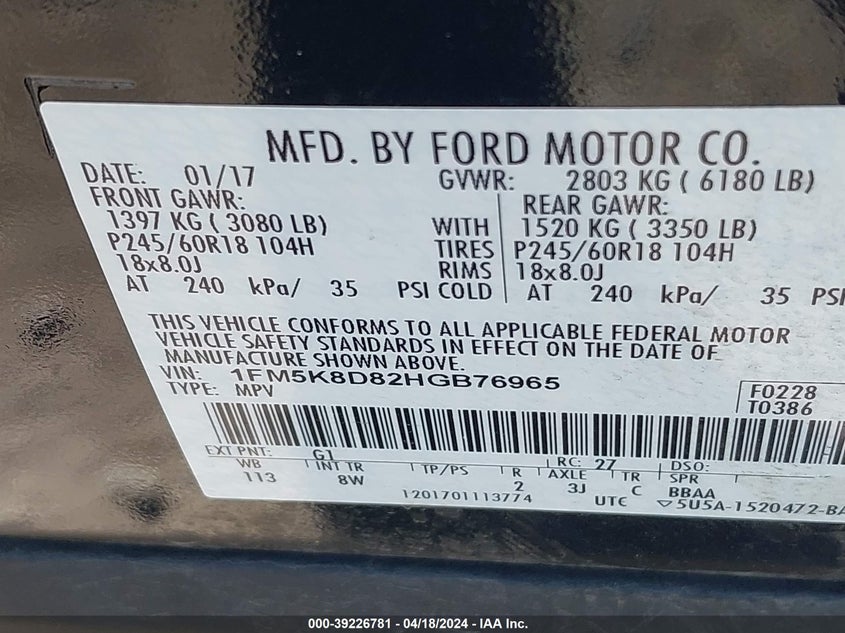 MFD. BY FORD MOTOR CO.
DATE: 01/17 GVWR: 2803 KG ( 6180 LB)
FRONT GAWR: REAR GAWR:
1397 KG ( 3080 LB) WITH 1520 KG ( 3350 LB)
P245/60R18 104H TIRES P245/60R18 104H
18x8.0J RIMS 18x8.0J
AT 240 kPa/ 35 PSI COLD AT 240 kPa/ 35 PSI
THIS VEHICLE CONFORMS TO ALL APPLICABLE FEDERAL MOTOR
VEHICLE SAFETY STANDARDS IN EFFECT ON THE DATE OF
MANUFACTURE SHOWN ABOVE.
VIN: 1FM5K8D82HGB76965
TYPE: MPV
F0228
T0386
EXT PNT: G1 RC: 27 DSO:
WB INT TR TP/PS R AXLE TR SPR
113 8W 2 3J C BBAA
1201701113774 UTC ▽5U5A-1520472-BA
000-39226781 / 04/18/2024 - IAA Inc.